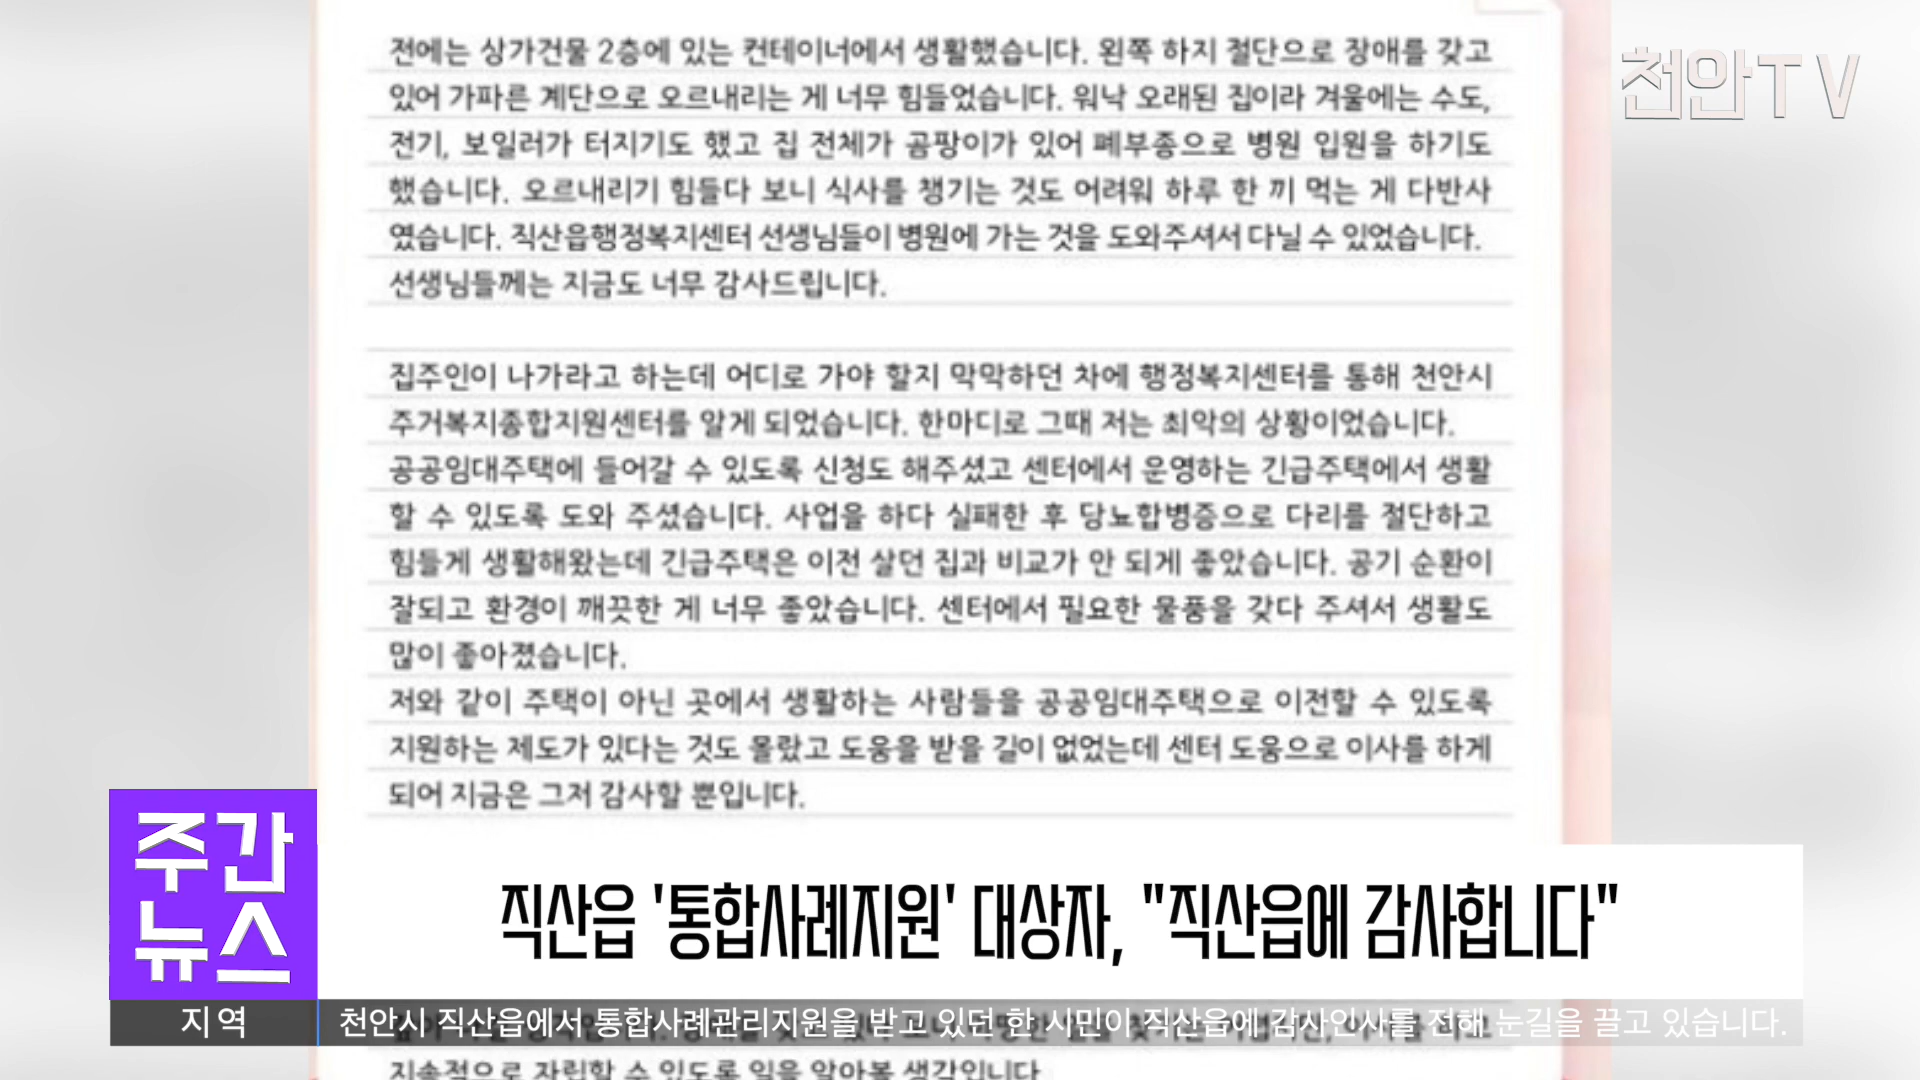 전에는 상가건물 2층에 있는 컨테이너에서 생활했습니다. 왼쪽 하지 절단으로 장애를 갖고
있어 가파른 계단으로 오르내리는 게 너무 힘들었습니다. 워낙 오래된 집이라 겨울에는 수도,
전기, 보일러가 터지기도 했고 집 전체가 곰팡이가 있어 폐부종으로 병원 입원을 하기도
했습니다. 오르내리기 힘들다 보니 식사를 챙기는 것도 어려워 하루 한 끼 먹는 게 다반사
였습니다. 직산읍행정복지센터 선생님들이 병원에 가는 것을 도와주셔서 다닐 수 있었습니다.
선생님들께는 지금도 너무 감사드립니다.
집주인이 나가라고 하는데 어디로 가야 할지 막막하던 차에 행정복지센터를 통해 천안시
주거복지종합지원센터를 알게 되었습니다. 한마디로 그때 저는 최악의 상황이었습니다.
공공임대주택에 들어갈 수 있도록 신청도 해주셨고 센터에서 운영하는 긴급주택에서 생활
할 수 있도록 도와 주셨습니다. 사업을 하다 실패한 후 당뇨합병증으로 다리를 절단하고
힘들게 생활해왔는데 긴급주택은 이전 살던 집과 비교가 안 되게 좋았습니다. 공기 순환이
잘되고 환경이 깨끗한 게 너무 좋았습니다. 센터에서 필요한 물품을 갖다 주셔서 생활도
많이 좋아졌습니다.
저와 같이 주택이 아닌 곳에서 생활하는 사람들을 공공임대주택으로 이전할 수 있도록
지원하는 제도가 있다는 것도 몰랐고 도움을 받을 길이 없었는데 센터 도움으로 이사를 하게
되어 지금은 그저 감사할 뿐입니다.
천안TV
주간
뉴스
직산읍 '통합사례지원' 대상자, "직산읍에 감사합니다"
지역
천안시 직산읍에서 통합사례관리지원을 받고 있던 한 시민이 직산읍에 감사인사를 전해 눈길을 끌고 있습니다.
지속적으로 자립할 수 있도록 일을 알아볼 생각입니다